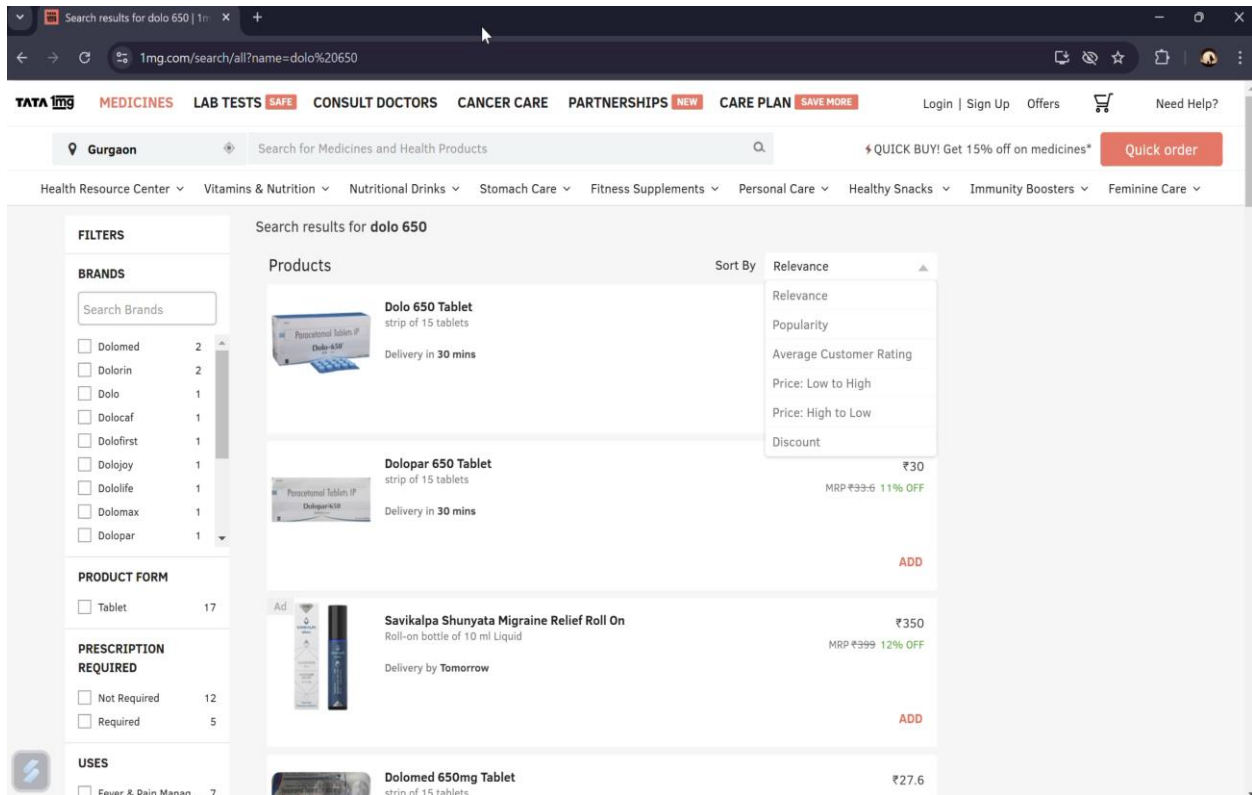 Search results for dolo 650 | 1m
1mg.com/search/all?name=dolo%20650
TATA 1mg MEDICINES LAB TESTS SAFE CONSULT DOCTORS CANCER CARE PARTNERSHIPS NEW CARE PLAN SAVE MORE Login | Sign Up Offers Need Help?
Gurgaon Search for Medicines and Health Products QUICK BUY! Get 15% off on medicines* Quick order
Health Resource Center Vitamins & Nutrition Nutritional Drinks Stomach Care Fitness Supplements Personal Care Healthy Snacks Immunity Boosters Feminine Care
FILTERS
BRANDS
Search Brands
Dolomed 2
Dolorin 2
Dolo 1
Dolocaf 1
Dolofirst 1
Dolojoy 1
Dololife 1
Dolomax 1
Dolopar 1
PRODUCT FORM
Tablet 17
PRESCRIPTION
REQUIRED
Not Required 12
Required 5
USES
Fever & Pain Manag 7
Search results for dolo 650
Products
Sort By Relevance
Relevance
Popularity
Average Customer Rating
Price: Low to High
Price: High to Low
Discount
Paracetamol Tablets IP
Dolo-650
Dolo 650 Tablet
strip of 15 tablets
Delivery in 30 mins
Paracetamol Tablets IP
Dolopar-650
Dolopar 650 Tablet
strip of 15 tablets
Delivery in 30 mins
₹30
MRP ₹33.6 11% OFF
ADD
Ad
Savikalpa Shunyata Migraine Relief Roll On
Roll-on bottle of 10 ml Liquid
Delivery by Tomorrow
₹350
MRP ₹399 12% OFF
ADD
Dolomed 650mg Tablet
strip of 15 tablets
₹27.6